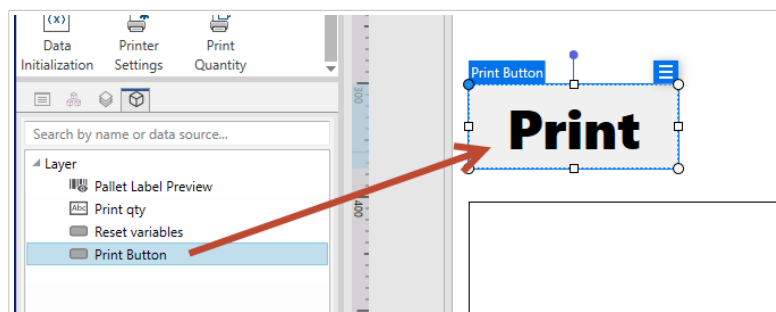 (x)
Data Initialization
Printer Settings
Print Quantity
Search by name or data source...
Layer
Pallet Label Preview
Abc Print qty
Reset variables
Print Button
300
400
Print Button
Print